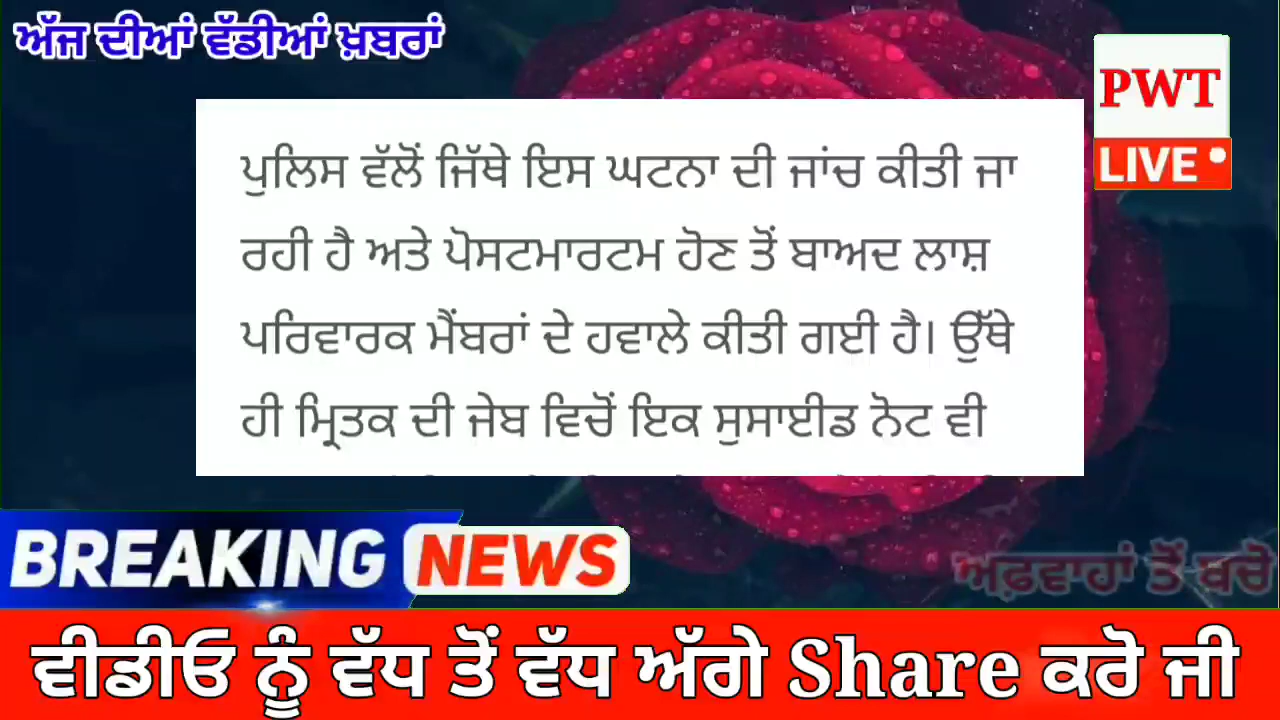 ਅੱਜ ਦੀਆਂ ਵੱਡੀਆਂ ਖ਼ਬਰਾਂ
PWT
LIVE
ਪੁਲਿਸ ਵੱਲੋਂ ਜਿੱਥੇ ਇਸ ਘਟਨਾ ਦੀ ਜਾਂਚ ਕੀਤੀ ਜਾ
ਰਹੀ ਹੈ ਅਤੇ ਪੋਸਟਮਾਰਟਮ ਹੋਣ ਤੋਂ ਬਾਅਦ ਲਾਸ਼
ਪਰਿਵਾਰਕ ਮੈਂਬਰਾਂ ਦੇ ਹਵਾਲੇ ਕੀਤੀ ਗਈ ਹੈ। ਉੱਥੇ
ਹੀ ਮ੍ਰਿਤਕ ਦੀ ਜੇਬ ਵਿਚੋਂ ਇਕ ਸੁਸਾਈਡ ਨੋਟ ਵੀ
BREAKING NEWS
ਅਫ਼ਵਾਹਾਂ ਤੋਂ ਬਚੋ
ਵੀਡੀਓ ਨੂੰ ਵੱਧ ਤੋਂ ਵੱਧ ਅੱਗੇ Share ਕਰੋ ਜੀ